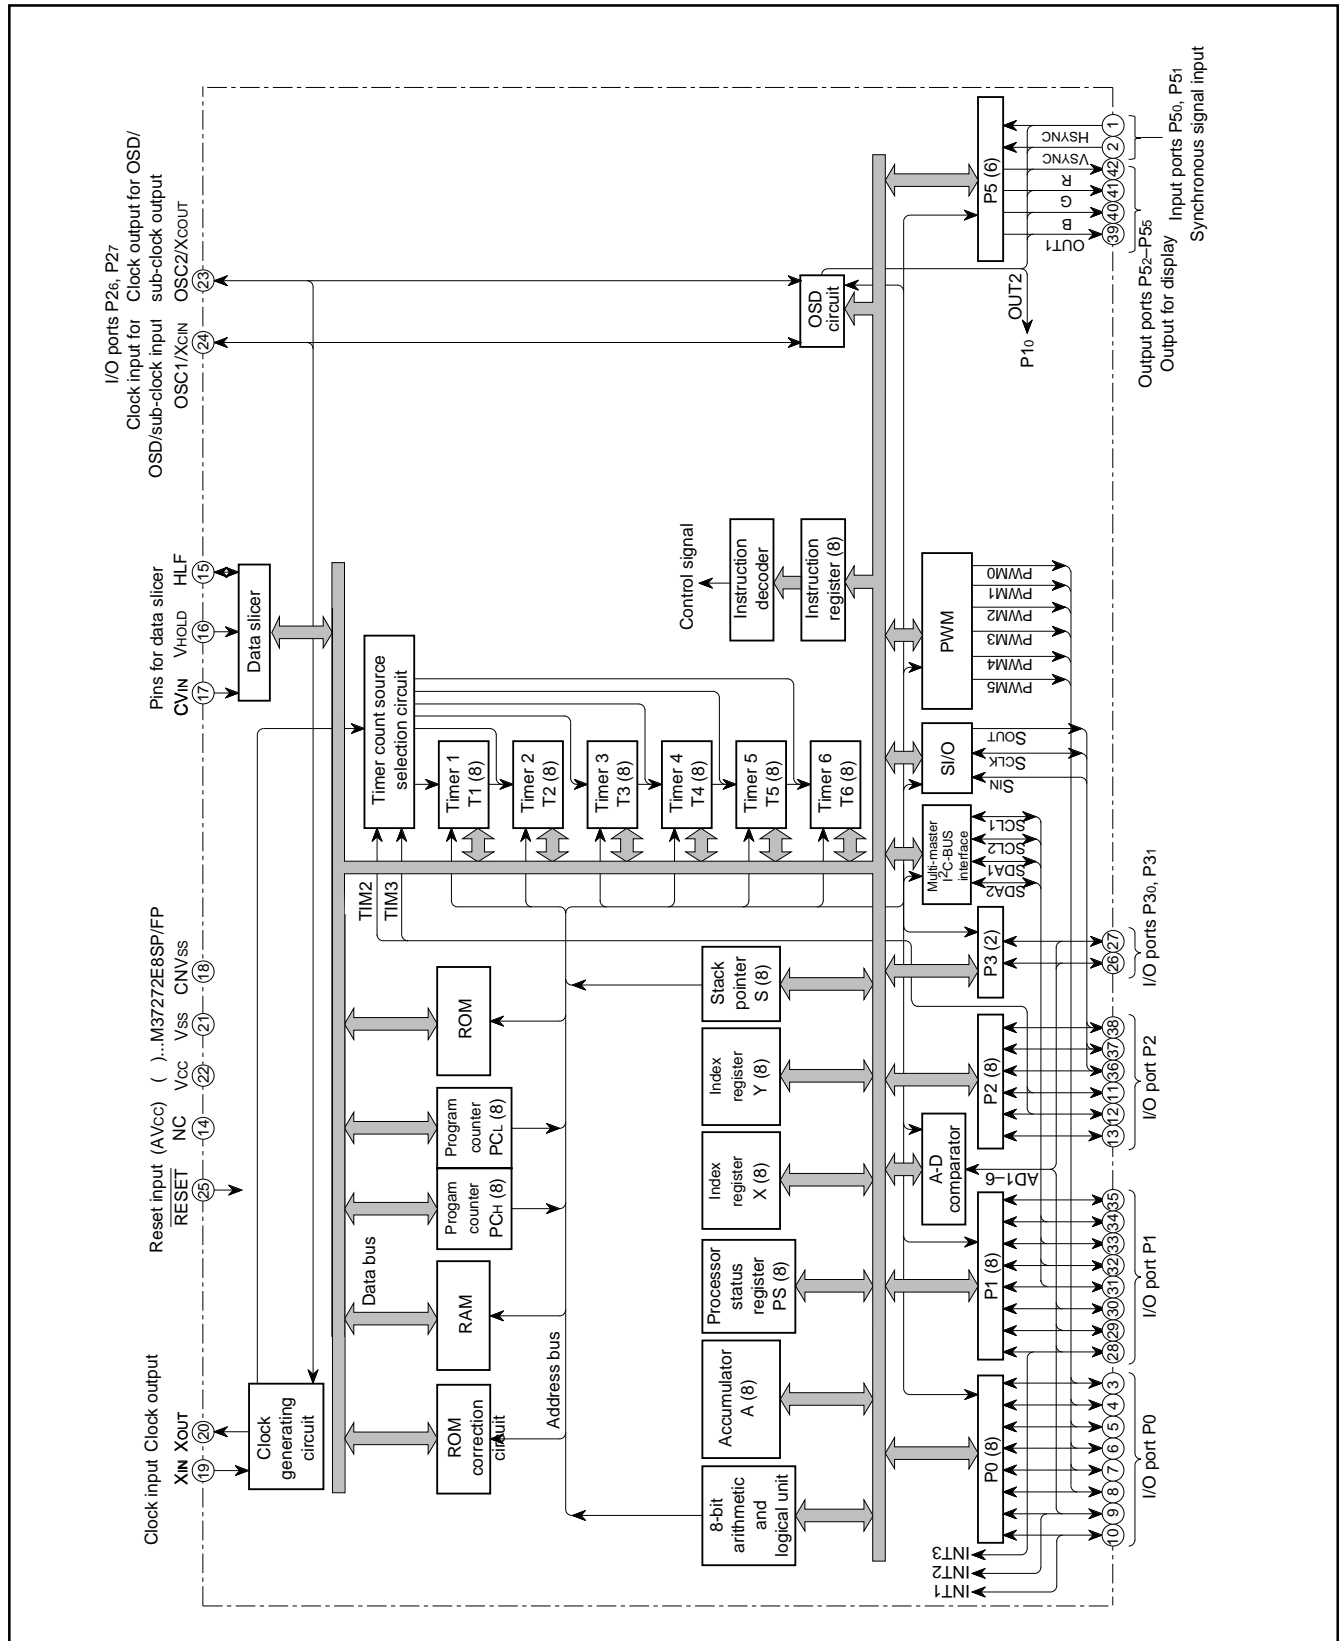 Clock input Clock output
XIN XOUT
19 20
Reset input
RESET
25
(AVCC)
NC
14
VCC
22
VSS
21
CNVSS
18
( )...M37272E8SP/FP
Pins for data slicer
CVIN VHOLD HLF
17 16 15
I/O ports P26, P27
Clock input for
OSD/sub-clock input
OSC1/XCIN
24
Clock output for OSD/
sub-clock output
OSC2/XCOUT
23
Clock
generating
circuit
Data slicer
Data bus
TIM2
TIM3
Timer count source
selection circuit
ROM
correction
circuit
RAM
Progam
counter
PCH (8)
Program
counter
PCL (8)
ROM
Timer 1
T1 (8)
Timer 2
T2 (8)
Timer 3
T3 (8)
Timer 4
T4 (8)
Timer 5
T5 (8)
Timer 6
T6 (8)
Address bus
Control signal
8-bit
arithmetic
and
logical unit
Accumulator
A (8)
Processor
status
register
PS (8)
Index
register
X (8)
Index
register
Y (8)
Stack
pointer
S (8)
Instruction
decoder
Instruction
register (8)
OSD
circuit
A-D
comparator
Multi-master
I²C-BUS
interface
SI/O
PWM
P0 (8)
P1 (8)
P2 (8)
P3 (2)
P5 (6)
INT1
INT2
INT3
AD1–6
SDA2
SDA1
SCL2
SCL1
SIN
SCLK
SOUT
PWM5
PWM4
PWM3
PWM2
PWM1
PWM0
OUT2
P10
OUT1
B
G
R
VSYNC
HSYNC
10 9 8 7 6 5 4 3
I/O port P0
28 29 30 31 32 33 34 35
I/O port P1
13 12 11 36 37 38
I/O port P2
26 27
I/O ports P30, P31
39 40 41 42
Output ports P52–P55
Output for display
2 1
Input ports P50, P51
Synchronous signal input